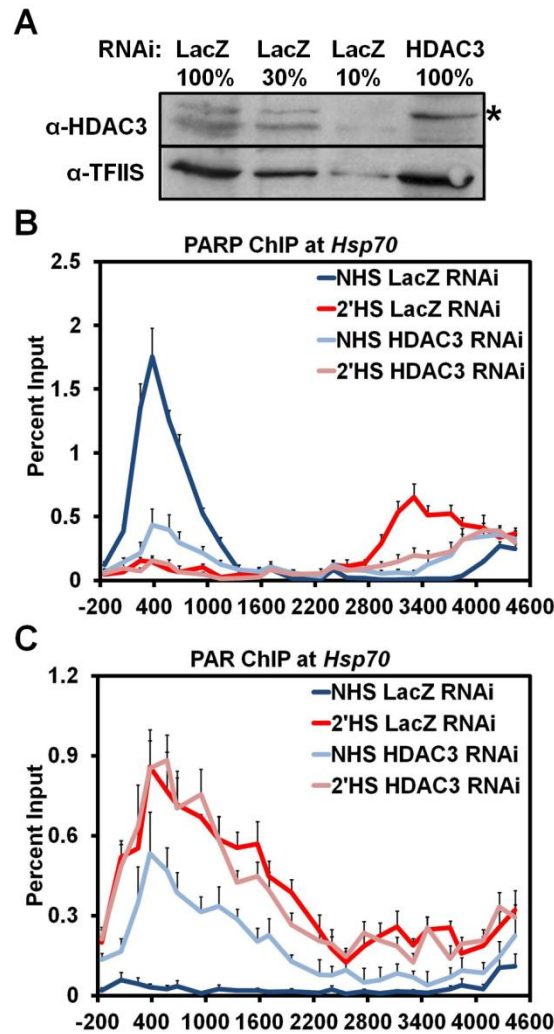 A
RNAi: LacZ LacZ LacZ HDAC3
100% 30% 10% 100%
α-HDAC3
*
α-TFIIS
B
PARP ChIP at Hsp70
2.5
2
1.5
1
0.5
0
Percent Input
NHS LacZ RNAi
2'HS LacZ RNAi
NHS HDAC3 RNAi
2'HS HDAC3 RNAi
-200 400 1000 1600 2200 2800 3400 4000 4600
C
PAR ChIP at Hsp70
1.2
0.9
0.6
0.3
0
Percent Input
NHS LacZ RNAi
2'HS LacZ RNAi
NHS HDAC3 RNAi
2'HS HDAC3 RNAi
-200 400 1000 1600 2200 2800 3400 4000 4600